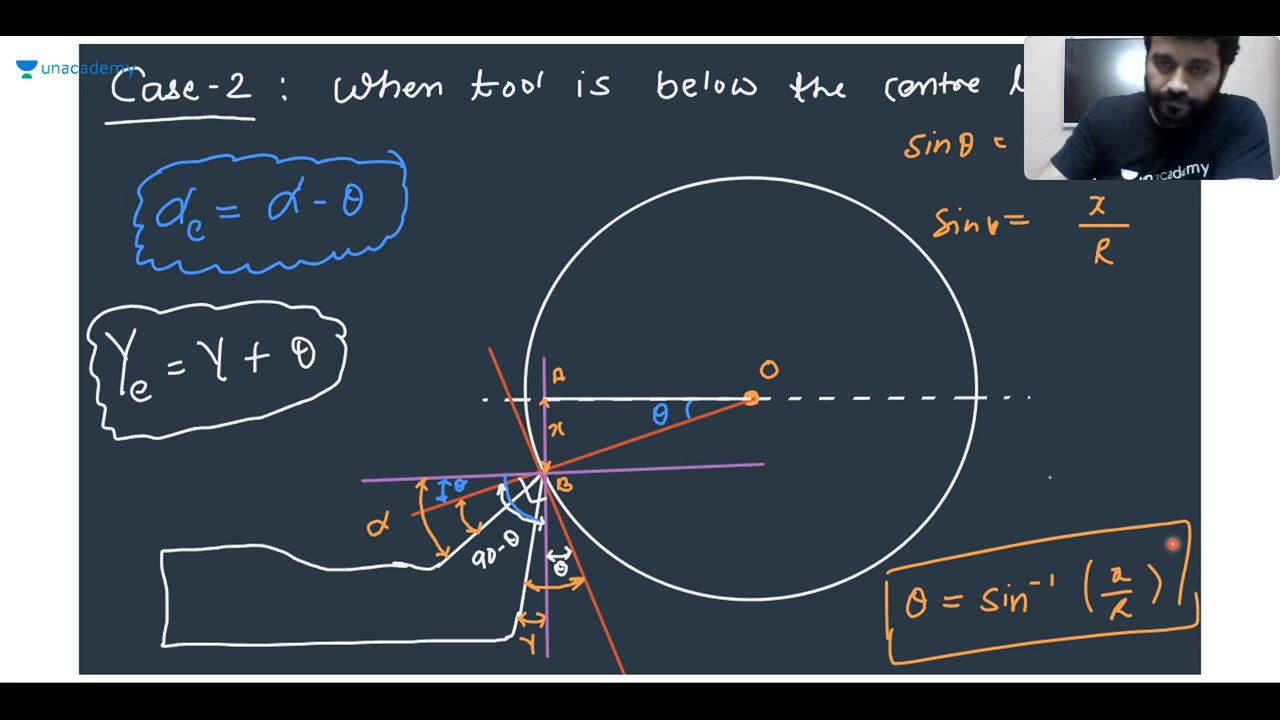 unacademy
Case-2 : When tool is below the centre
sinθ =
unacademy
αe = α - θ
sinθ = x/R
γe = γ + θ
A
O
θ
x
B
θ
α
90-θ
θ
γ
θ = sin⁻¹ (x/R)